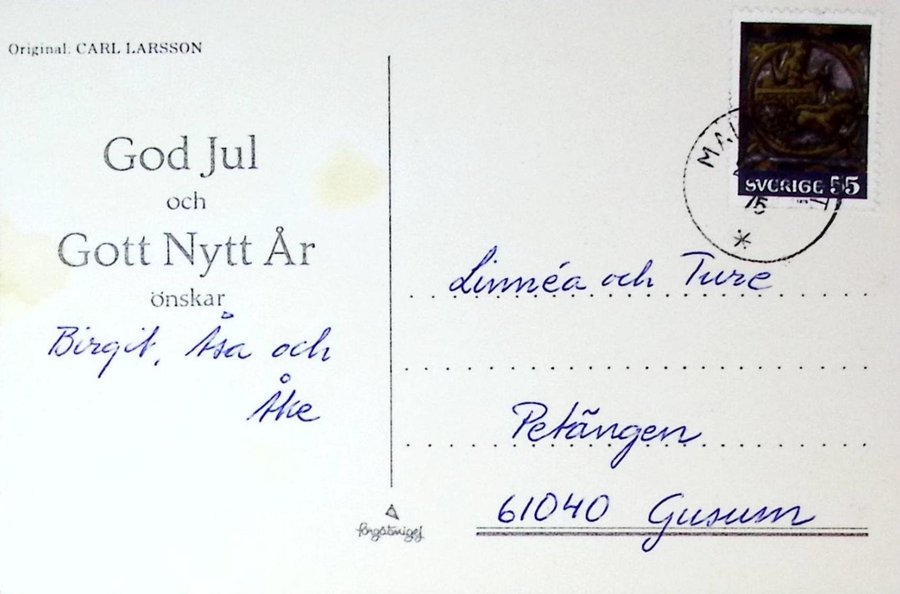 Original: CARL LARSSON
God Jul
och
Gott Nytt År
önskar
Birgit, Åsa och
Åke
SVERIGE 55
75
Linnéa och Ture
Petängen
61040 Gusum